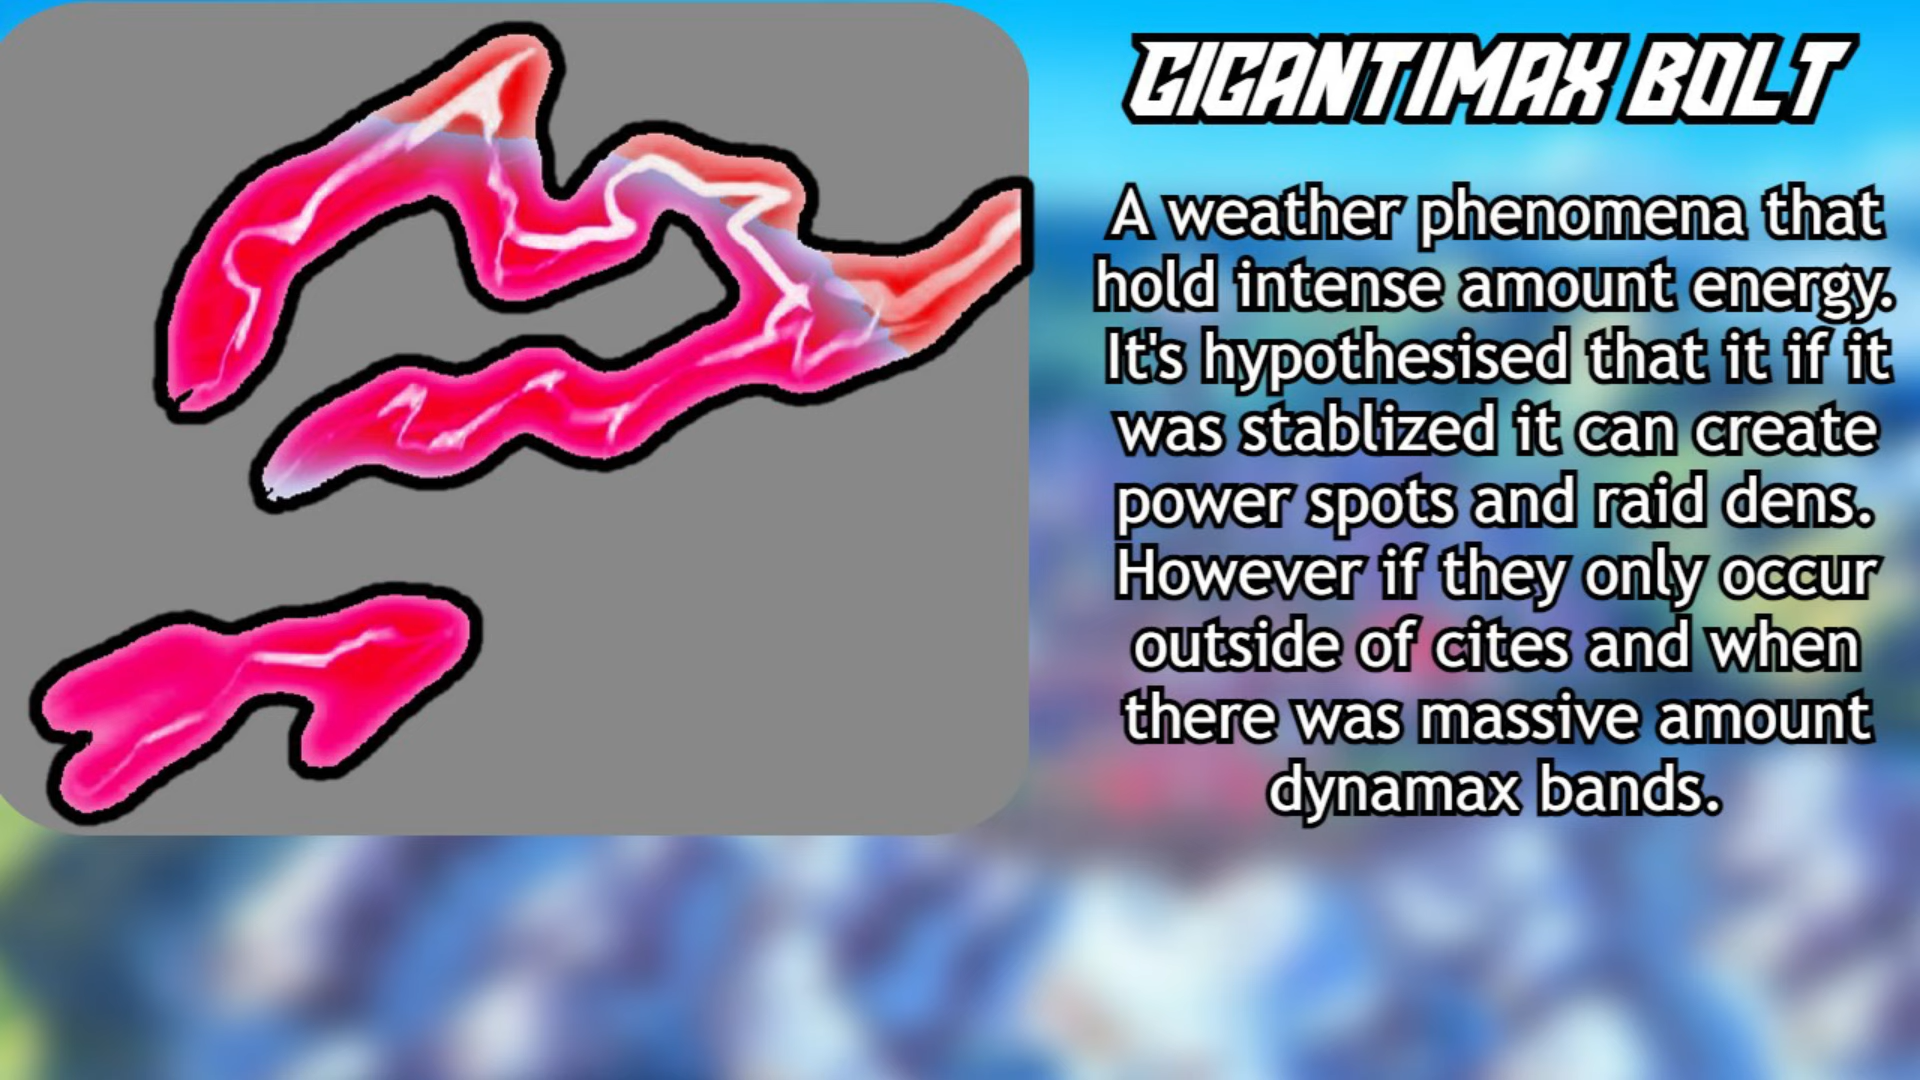 GIGANTIMAX BOLT
A weather phenomena that
hold intense amount energy.
It's hypothesised that it if it
was stablized it can create
power spots and raid dens.
However if they only occur
outside of cites and when
there was massive amount
dynamax bands.